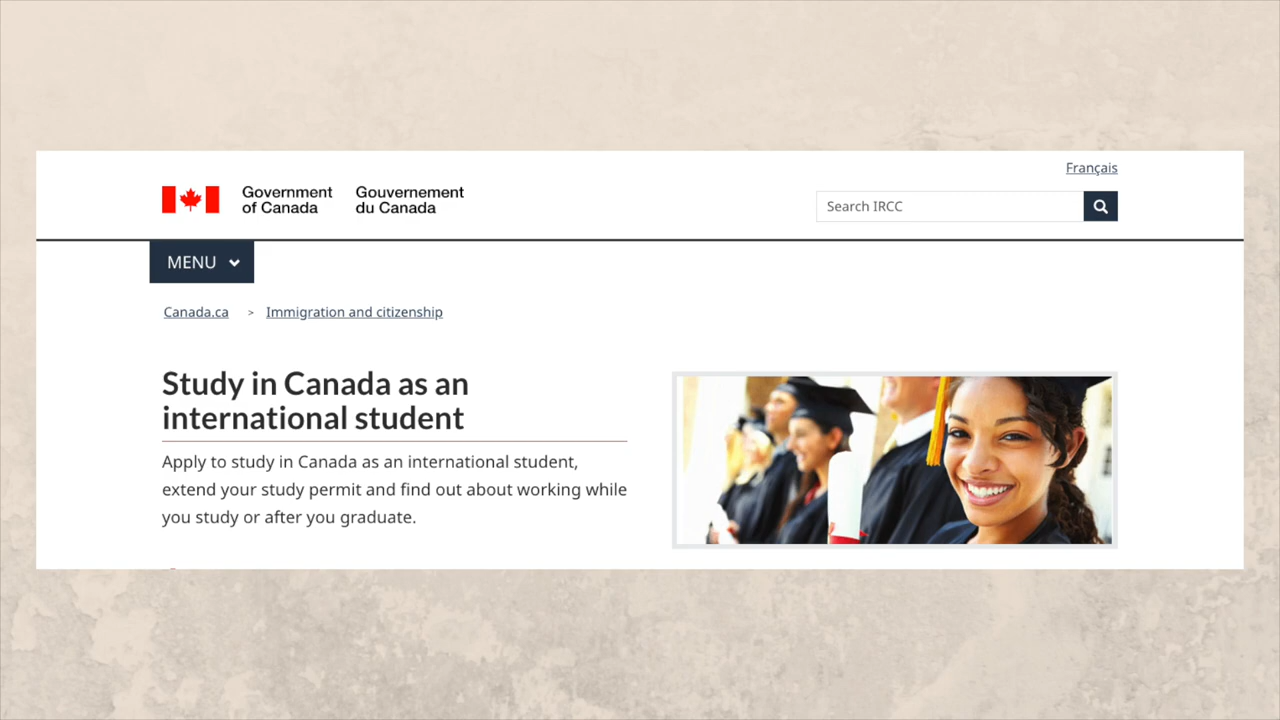 Français
Government of Canada
Gouvernement du Canada
Search IRCC
MENU
Canada.ca > Immigration and citizenship
Study in Canada as an
international student
Apply to study in Canada as an international student,
extend your study permit and find out about working while
you study or after you graduate.